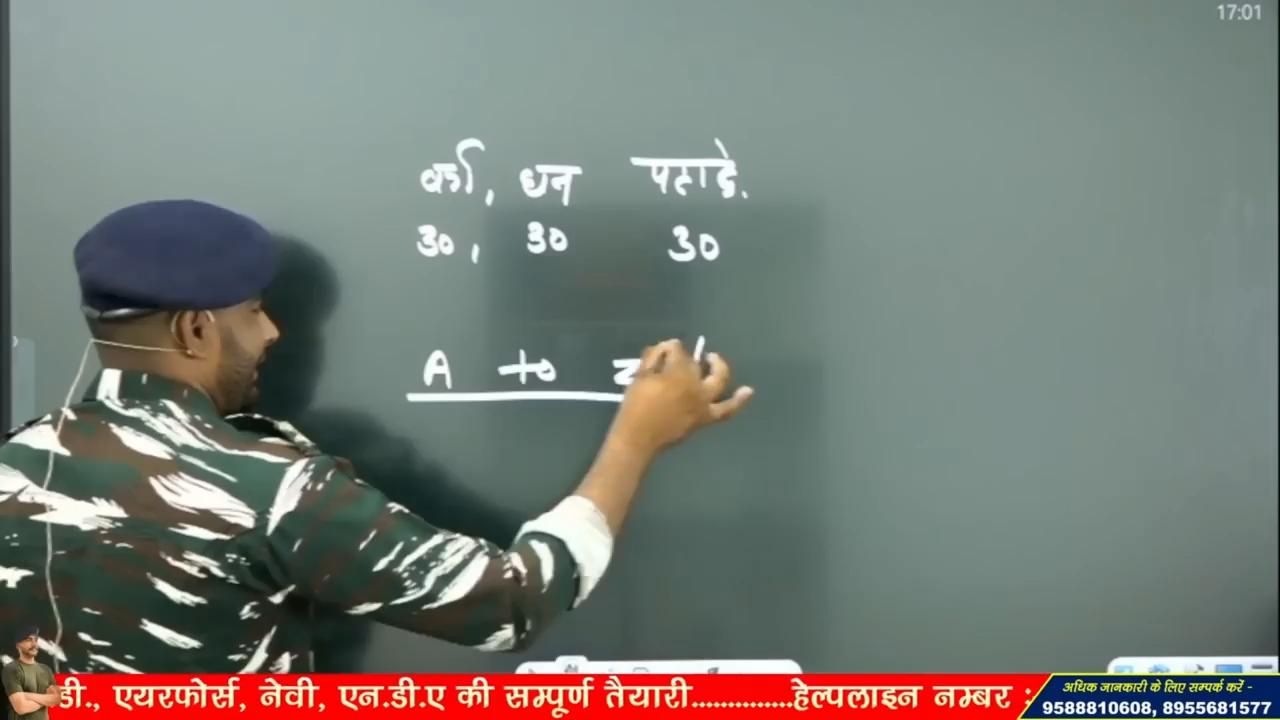 17:01
वर्ग, धन पहाड़े.
30, 30 30
A to
डी., एयरफोर्स, नेवी, एन.डी.ए की सम्पूर्ण तैयारी..............हेल्पलाइन नम्बर :
अधिक जानकारी के लिए सम्पर्क करें -
9588810608, 8955681577